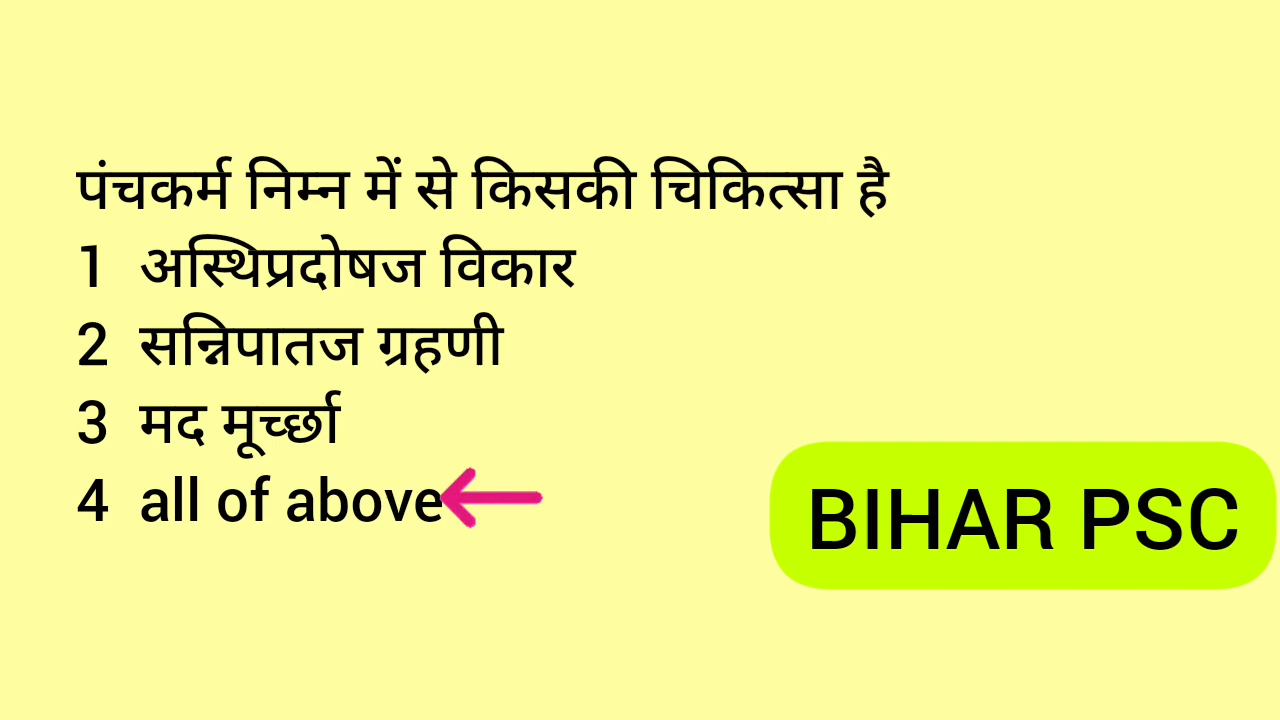 पंचकर्म निम्न में से किसकी चिकित्सा है
1 अस्थिप्रदोषज विकार
2 सन्निपातज ग्रहणी
3 मद मूर्च्छा
4 all of above
BIHAR PSC